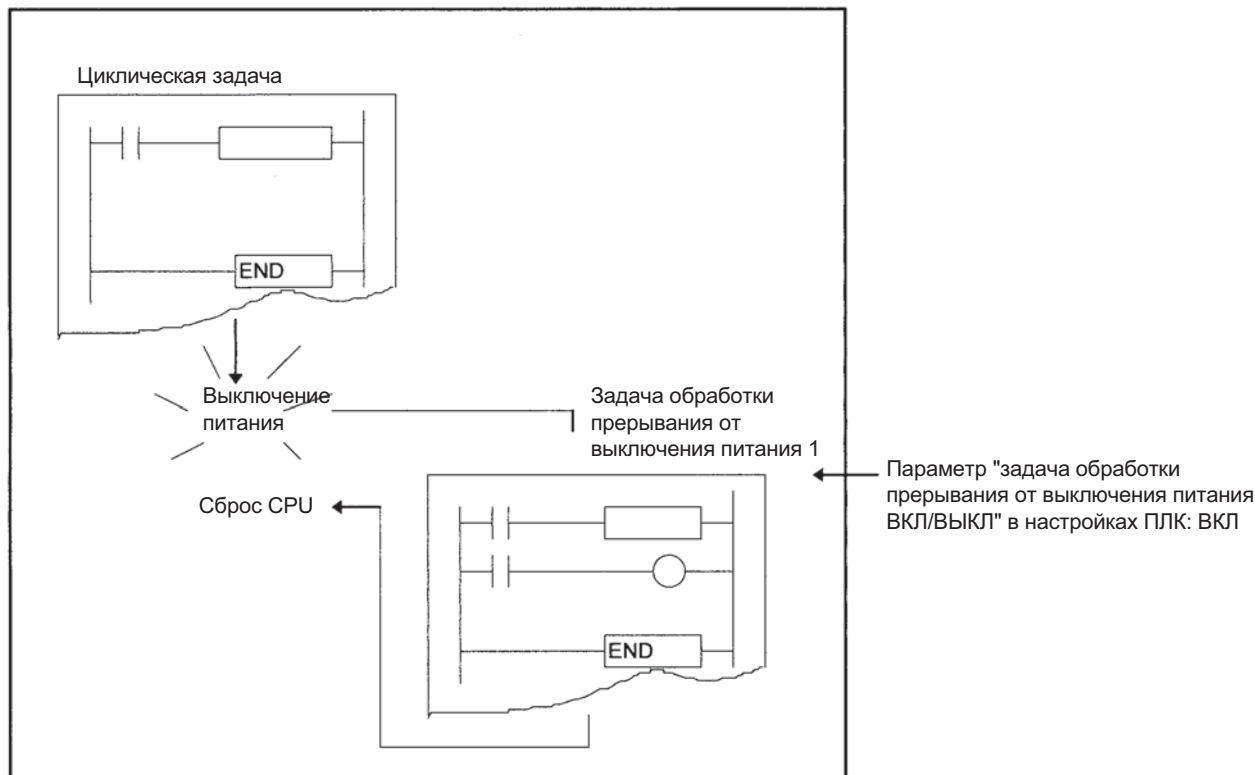 Циклическая задача
END
Выключение
питания
Задача обработки
прерывания от
выключения питания 1
Параметр "задача обработки
прерывания от выключения питания
ВКЛ/ВЫКЛ" в настройках ПЛК: ВКЛ
Сброс CPU
END